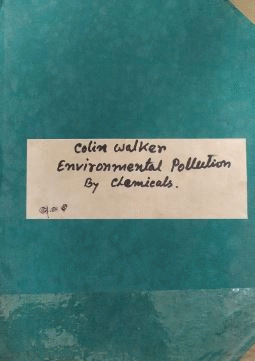 Colin Walker
Environmental Pollution
By Chemicals.